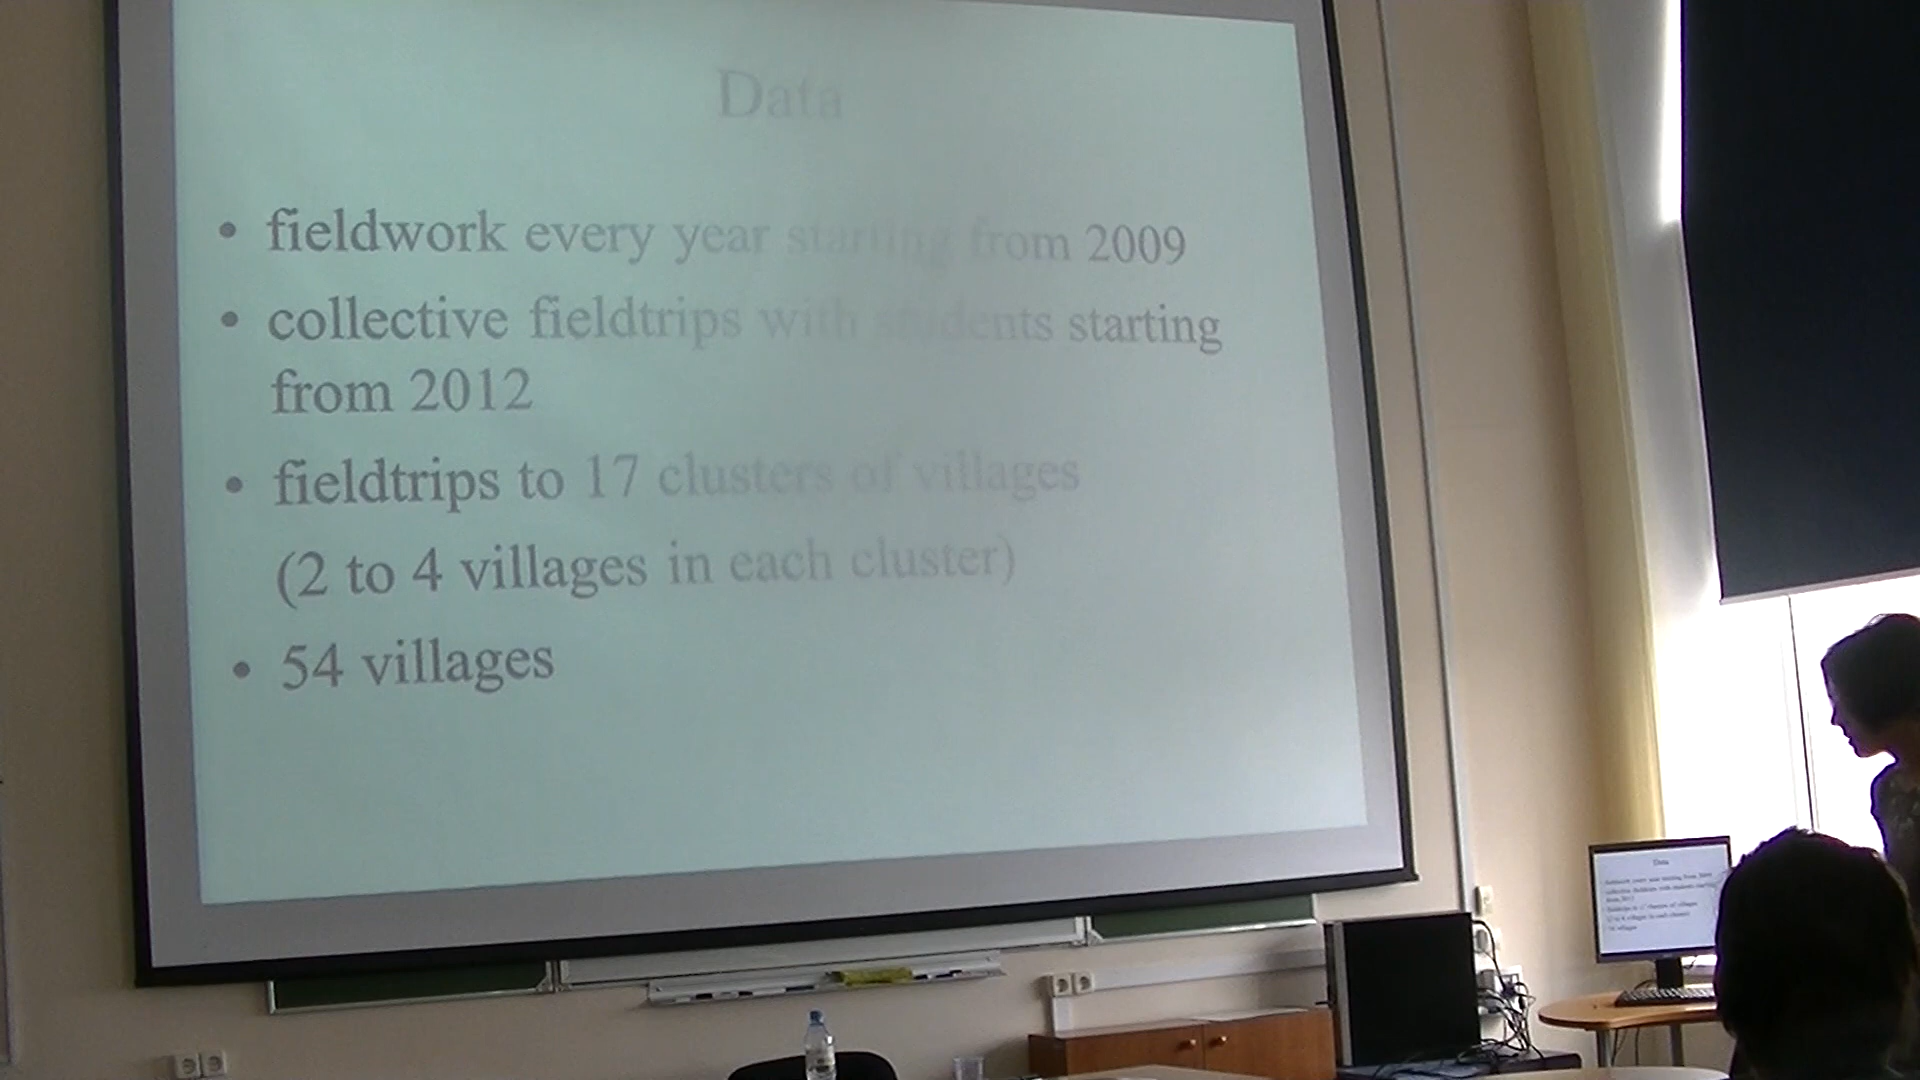 Data
• fieldwork every year starting from 2009
• collective fieldtrips with students starting
from 2012
• fieldtrips to 17 clusters of villages
(2 to 4 villages in each cluster)
• 54 villages
Data